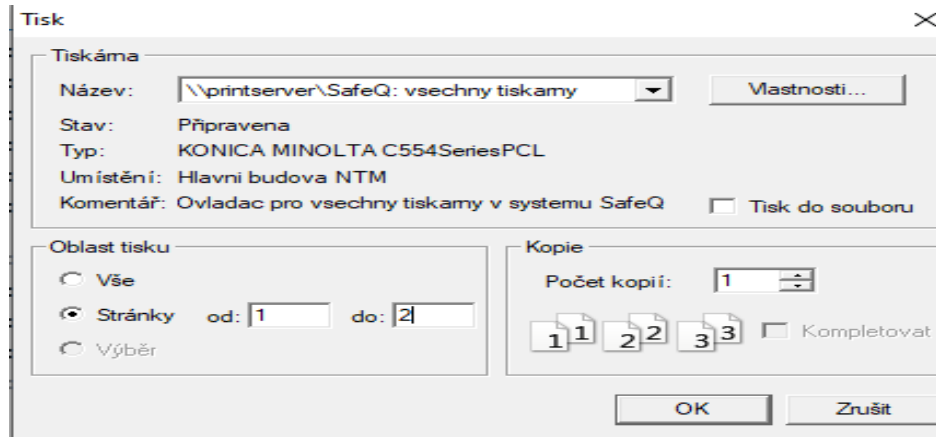 Tisk
Tiskárna
Název: \\printserver\SafeQ: vsechny tiskarny Vlastnosti...
Stav: Připravena
Typ: KONICA MINOLTA C554SeriesPCL
Umístění: Hlavni budova NTM
Komentář: Ovladac pro vsechny tiskarny v systemu SafeQ Tisk do souboru
Oblast tisku
Vše
Stránky od: 1 do: 2
Výběr
Kopie
Počet kopií: 1
1 1 2 2 3 3 Kompletovat
OK Zrušit